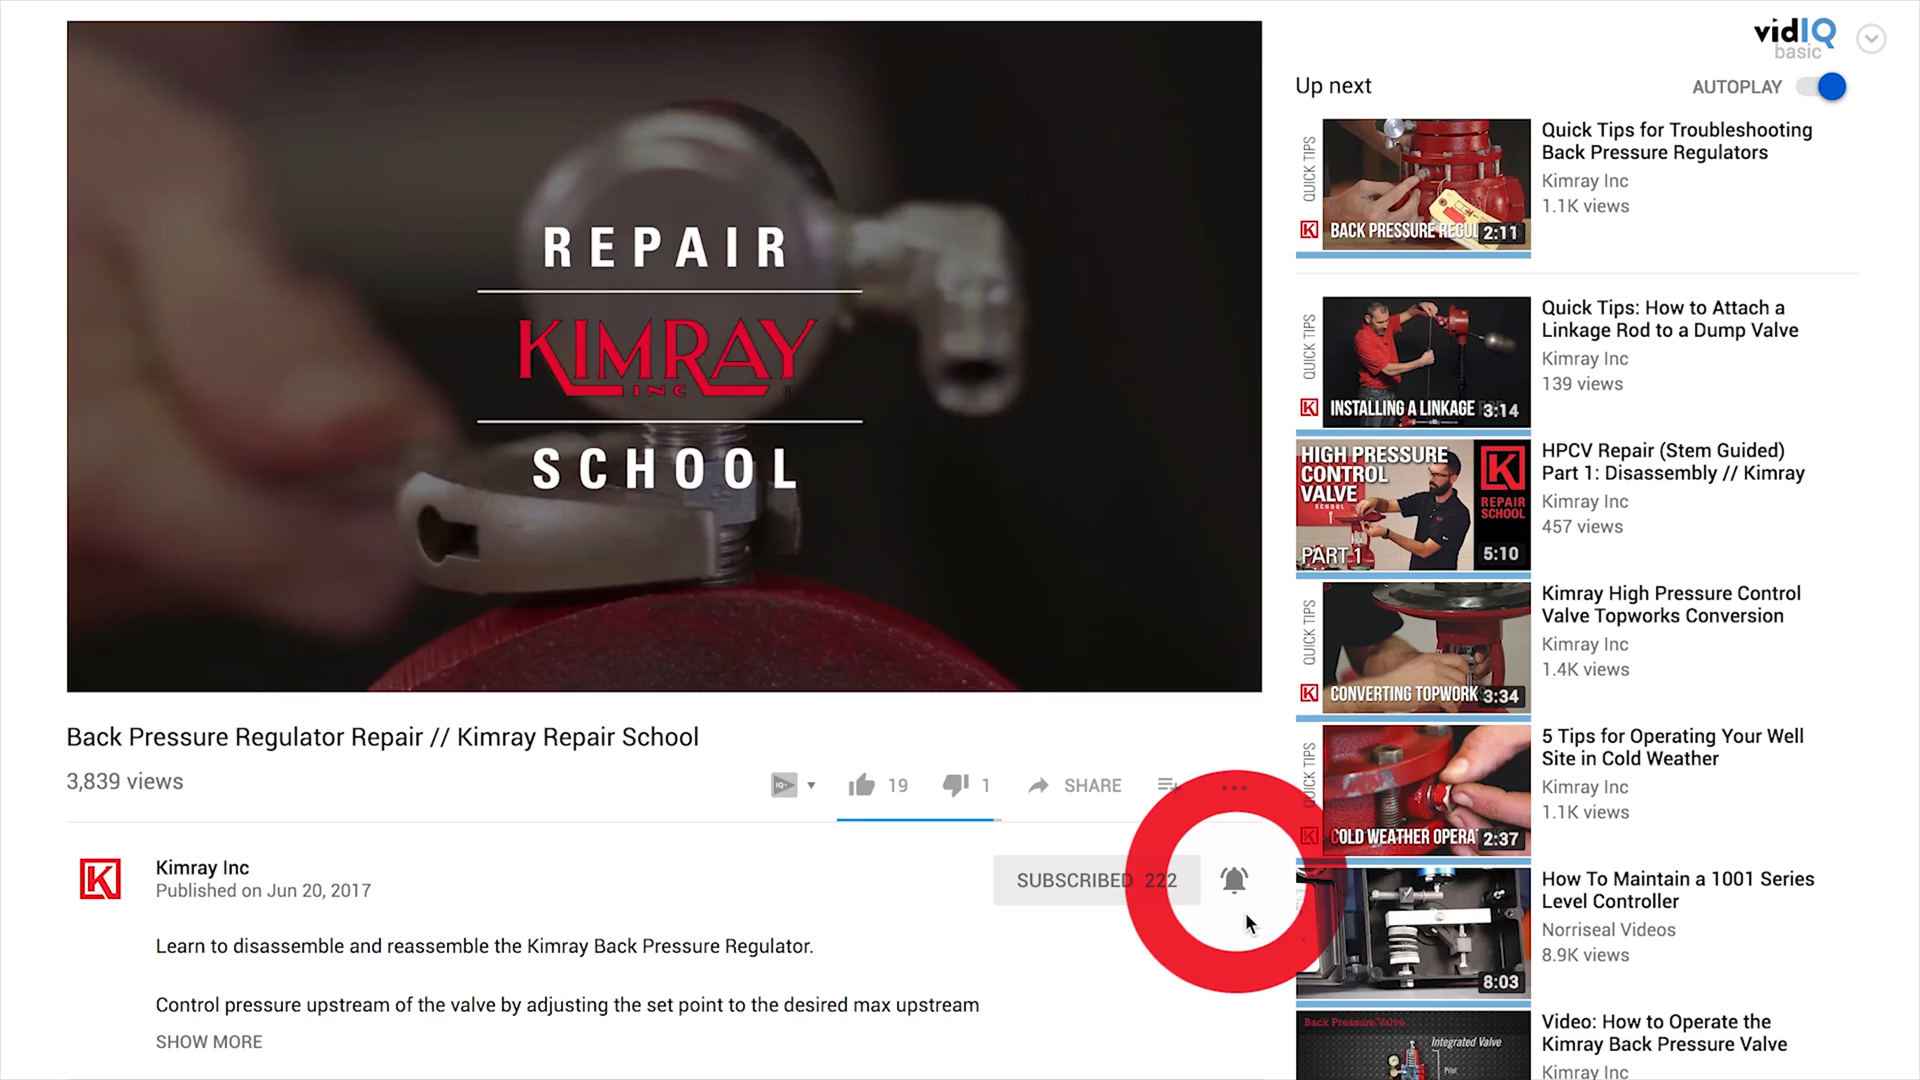 REPAIR
KIMRAY
INC
SCHOOL
Back Pressure Regulator Repair // Kimray Repair School
3,839 views
19
1
SHARE
K
Kimray Inc
Published on Jun 20, 2017
SUBSCRIBED 222
Learn to disassemble and reassemble the Kimray Back Pressure Regulator.
Control pressure upstream of the valve by adjusting the set point to the desired max upstream
SHOW MORE
vidIQ
basic
Up next
AUTOPLAY
QUICK TIPS
K
BACK PRESSURE REGUL
2:11
Quick Tips for Troubleshooting
Back Pressure Regulators
Kimray Inc
1.1K views
QUICK TIPS
K
INSTALLING A LINKAGE
3:14
Quick Tips: How to Attach a
Linkage Rod to a Dump Valve
Kimray Inc
139 views
HIGH PRESSURE
CONTROL
VALVE
SCHOOL
PART 1
K
REPAIR
SCHOOL
5:10
HPCV Repair (Stem Guided)
Part 1: Disassembly // Kimray
Kimray Inc
457 views
QUICK TIPS
K
CONVERTING TOPWORK
3:34
Kimray High Pressure Control
Valve Topworks Conversion
Kimray Inc
1.4K views
QUICK TIPS
K
COLD WEATHER OPERA
2:37
5 Tips for Operating Your Well
Site in Cold Weather
Kimray Inc
1.1K views
8:03
How To Maintain a 1001 Series
Level Controller
Norriseal Videos
8.9K views
Back Pressure Valve
Integrated Valve
Pilot
Video: How to Operate the
Kimray Back Pressure Valve
Kimray Inc